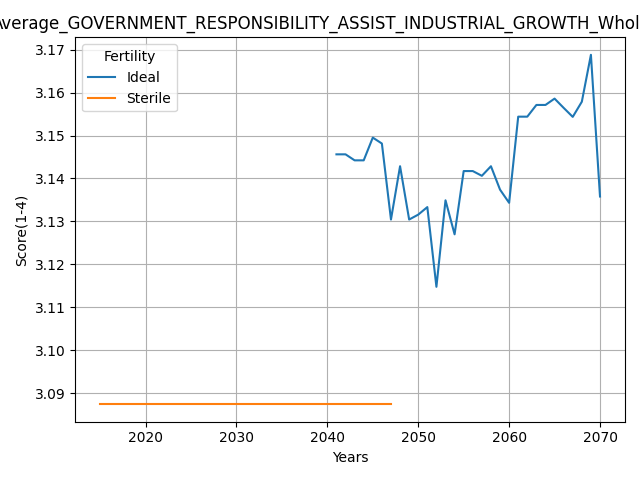 Average_GOVERNMENT_RESPONSIBILITY_ASSIST_INDUSTRIAL_GROWTH_Whol
Fertility
Ideal
Sterile
Score(1-4)
3.17
3.16
3.15
3.14
3.13
3.12
3.11
3.10
3.09
2020 2030 2040 2050 2060 2070
Years